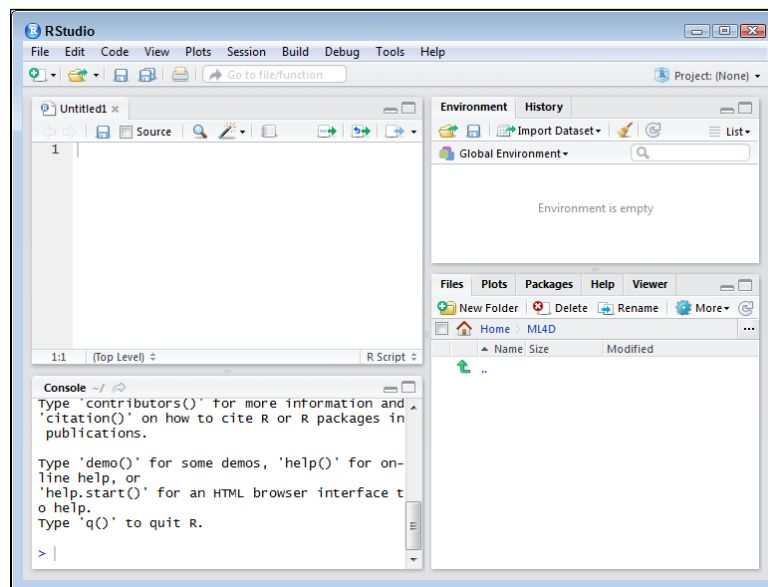 RStudio
File Edit Code View Plots Session Build Debug Tools Help
Go to file/function
Project: (None)
Untitled1
Source
1
1:1 (Top Level) R Script
Console ~/
Type 'contributors()' for more information and
'citation()' on how to cite R or R packages in
publications.
Type 'demo()' for some demos, 'help()' for on-
line help, or
'help.start()' for an HTML browser interface t
o help.
Type 'q()' to quit R.
>
Environment History
Import Dataset List
Global Environment
Environment is empty
Files Plots Packages Help Viewer
New Folder Delete Rename More
Home ML4D ...
Name Size Modified
..